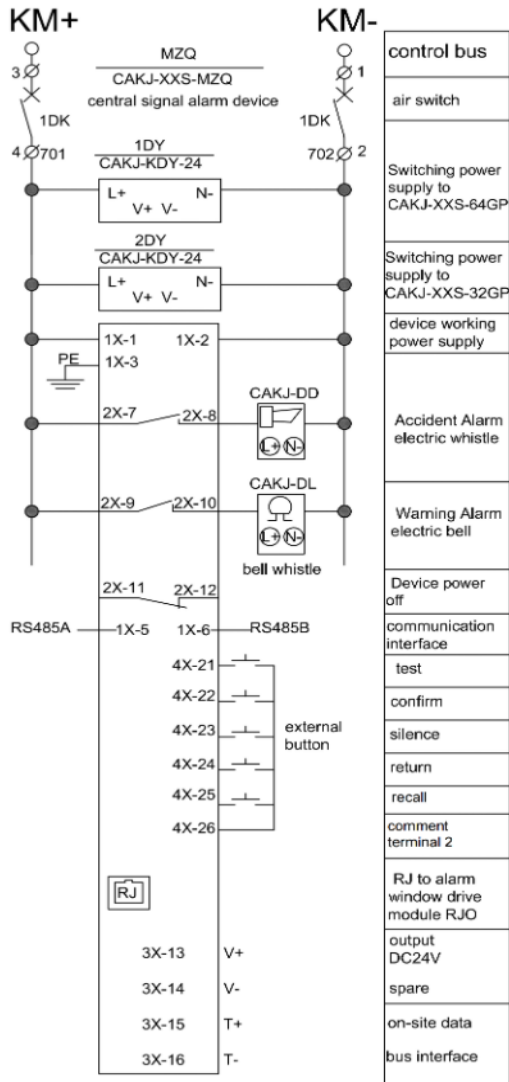 KM+
KM-
MZQ
control bus
3
1
CAKJ-XXS-MZQ
central signal alarm device
air switch
1DK
1DK
4
701
702
2
1DY
CAKJ-KDY-24
L+
N-
V+ V-
Switching power
supply to
CAKJ-XXS-64GP
2DY
CAKJ-KDY-24
L+
N-
V+ V-
Switching power
supply to
CAKJ-XXS-32GP
1X-1
1X-2
device working
power supply
PE
1X-3
CAKJ-DD
2X-7
2X-8
L+
N-
Accident Alarm
electric whistle
CAKJ-DL
2X-9
2X-10
L+
N-
Warning Alarm
electric bell
bell whistle
2X-11
2X-12
Device power
off
RS485A
1X-5
1X-6
RS485B
communication
interface
4X-21
test
4X-22
confirm
4X-23
external
button
silence
4X-24
return
4X-25
recall
4X-26
comment
terminal 2
RJ
RJ to alarm
window drive
module RJO
3X-13
V+
output
DC24V
3X-14
V-
spare
3X-15
T+
on-site data
3X-16
T-
bus interface